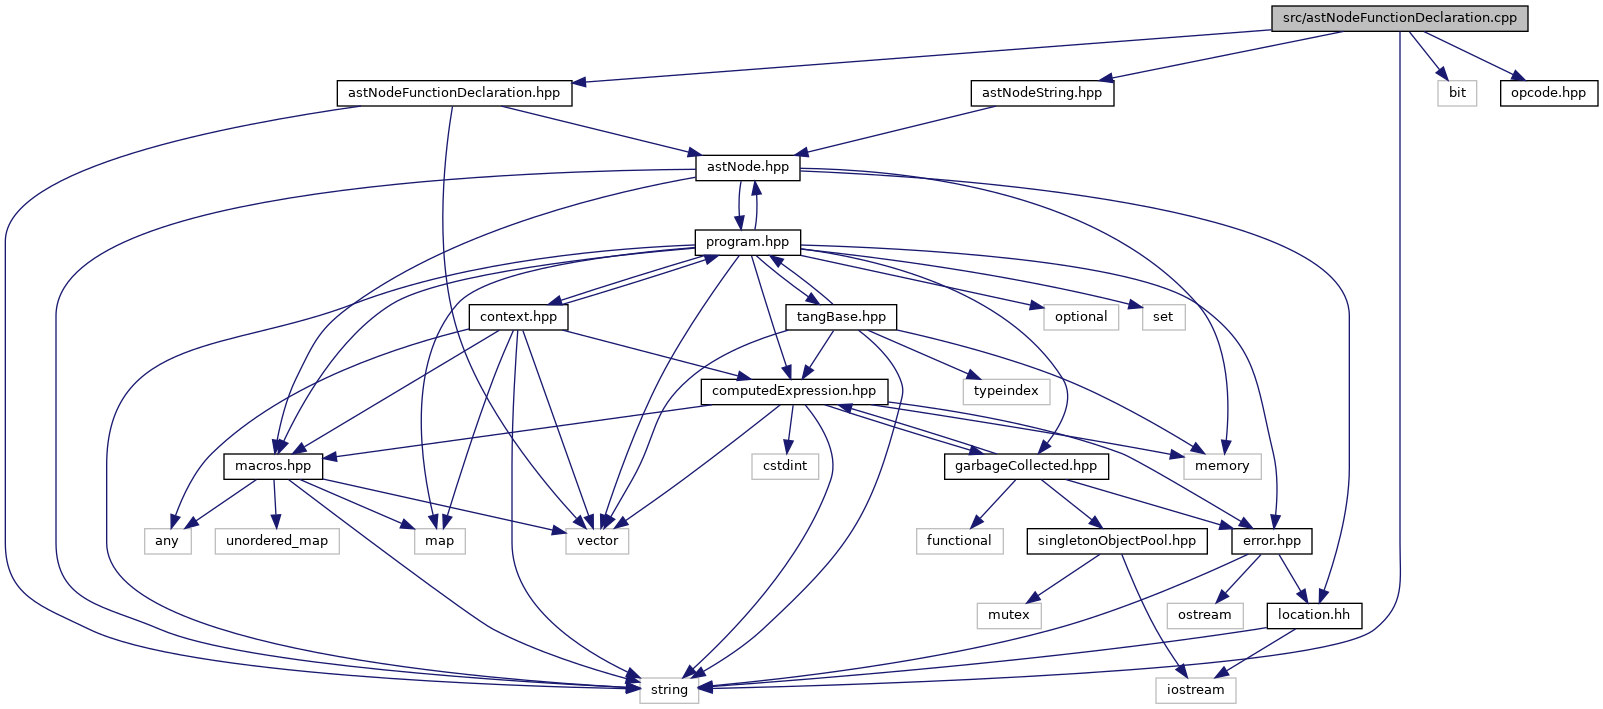 src/astNodeFunctionDeclaration.cpp
astNodeFunctionDeclaration.hpp
astNodeString.hpp
bit
opcode.hpp
astNode.hpp
program.hpp
context.hpp
tangBase.hpp
optional
set
computedExpression.hpp
typeindex
macros.hpp
cstdint
garbageCollected.hpp
memory
any
unordered_map
map
vector
functional
singletonObjectPool.hpp
error.hpp
mutex
ostream
location.hh
string
iostream